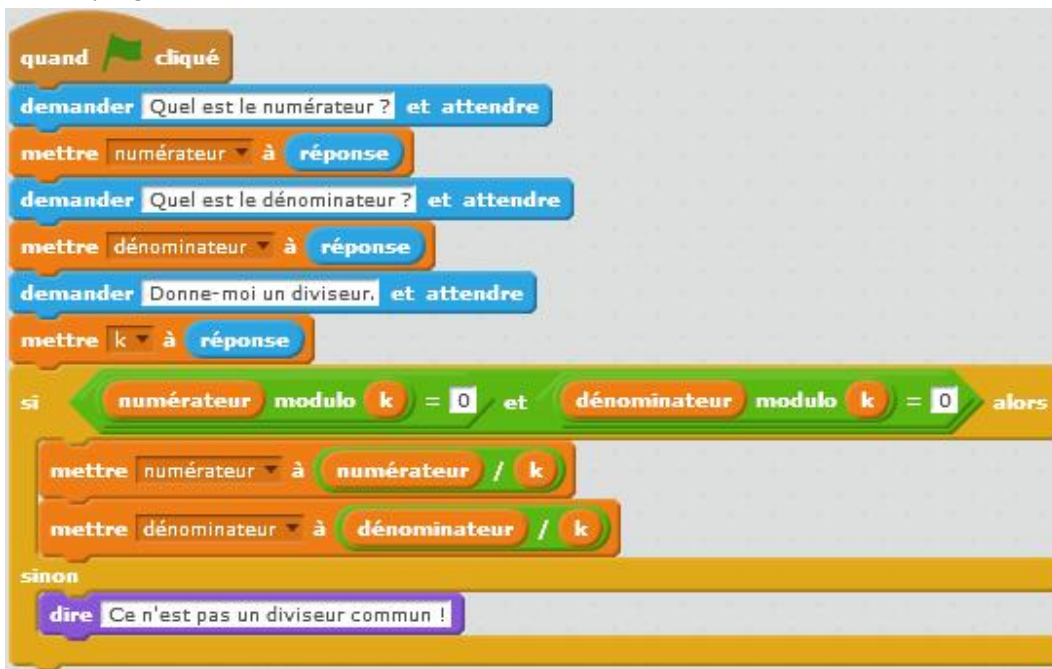 quand cliqué
demander Quel est le numérateur ? et attendre
mettre numérateur à réponse
demander Quel est le dénominateur ? et attendre
mettre dénominateur à réponse
demander Donne-moi un diviseur. et attendre
mettre k à réponse
si numérateur modulo k = 0 et dénominateur modulo k = 0 alors
mettre numérateur à numérateur / k
mettre dénominateur à dénominateur / k
sinon
dire Ce n'est pas un diviseur commun !